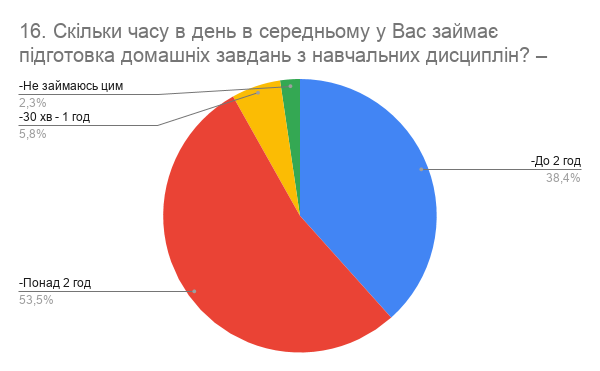 16. Скільки часу в день в середньому у Вас займає
підготовка домашніх завдань з навчальних дисциплін? –
-Не займаюсь цим
2,3%
-30 хв - 1 год
5,8%
-До 2 год
38,4%
-Понад 2 год
53,5%